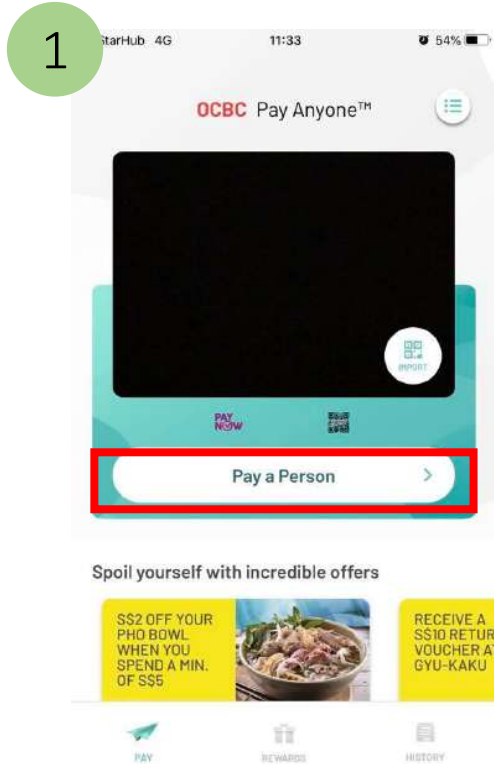 1
StarHub 4G 11:33 54%
OCBC Pay Anyone™
IMPORT
PAY
NOW
Pay a Person
Spoil yourself with incredible offers
S$2 OFF YOUR
PHO BOWL
WHEN YOU
SPEND A MIN.
OF S$5
RECEIVE A
S$10 RETUR
VOUCHER AT
GYU-KAKU
PAY REWARDS HISTORY